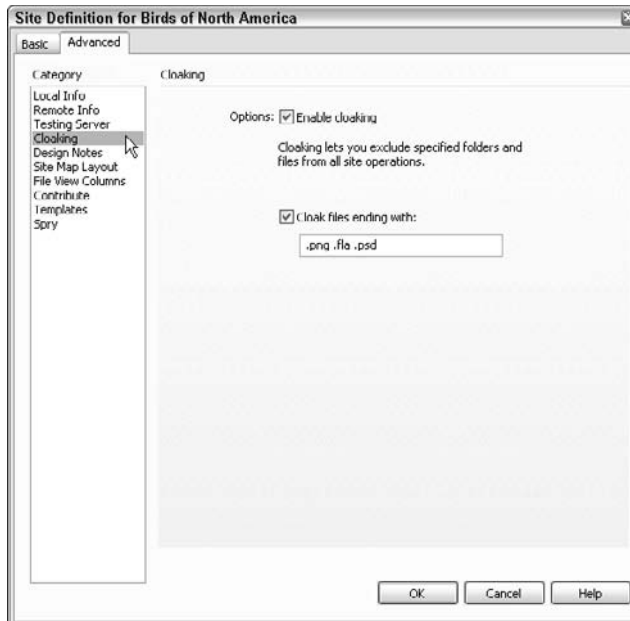 Site Definition for Birds of North America
Basic
Advanced
Category
Cloaking
Local Info
Remote Info
Testing Server
Cloaking
Design Notes
Site Map Layout
File View Columns
Contribute
Templates
Spry
Options:
Enable cloaking
Cloaking lets you exclude specified folders and
files from all site operations.
Cloak files ending with:
.png .fla .psd
OK
Cancel
Help